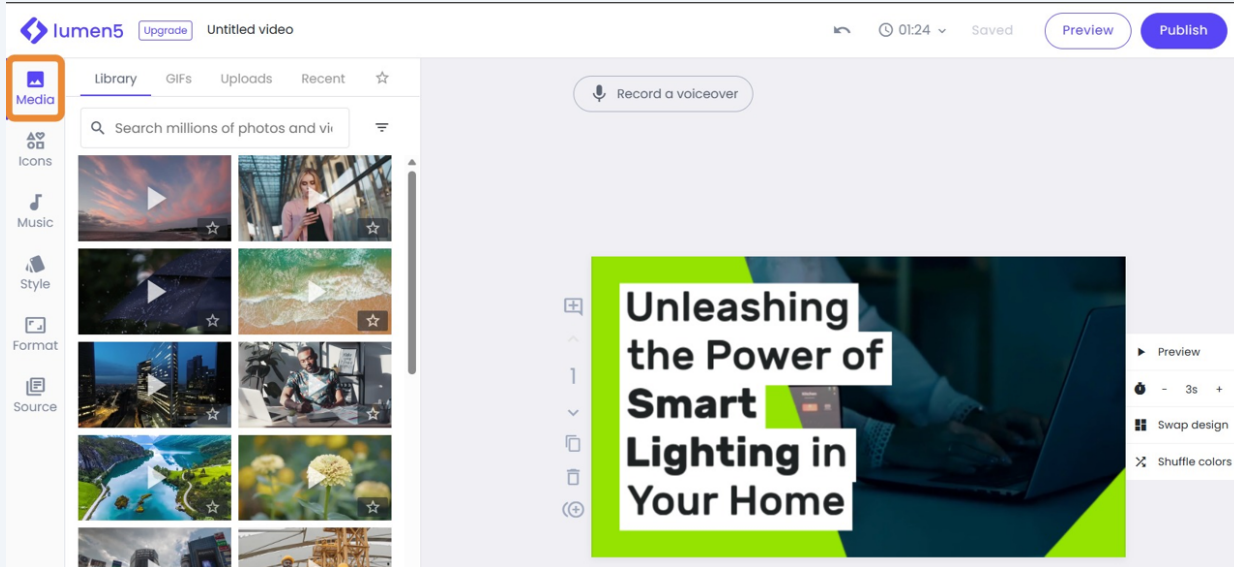 lumen5 Upgrade Untitled video 01:24 Saved Preview Publish
Media
Icons
Music
Style
Format
Source
Library GIFs Uploads Recent
Search millions of photos and vi
Record a voiceover
1
Unleashing
the Power of
Smart
Lighting in
Your Home
Preview
- 3s +
Swap design
Shuffle colors